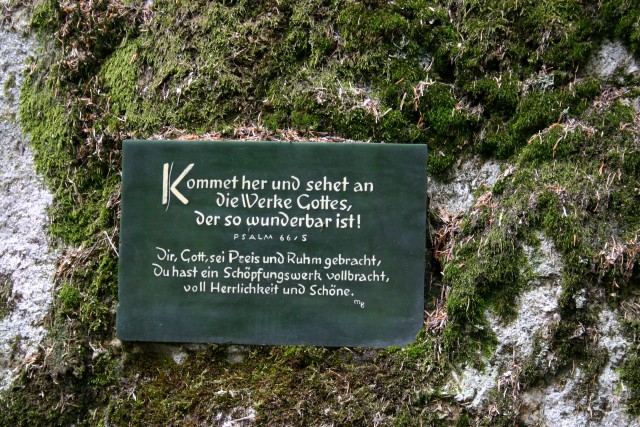 Kommet her und sehet an
die Werke Gottes,
der so wunderbar ist!
PSALM 66/5
Dir, Gott, sei Preis und Ruhm gebracht,
Du hast ein Schöpfungswerk vollbracht,
voll Herrlichkeit und Schöne.